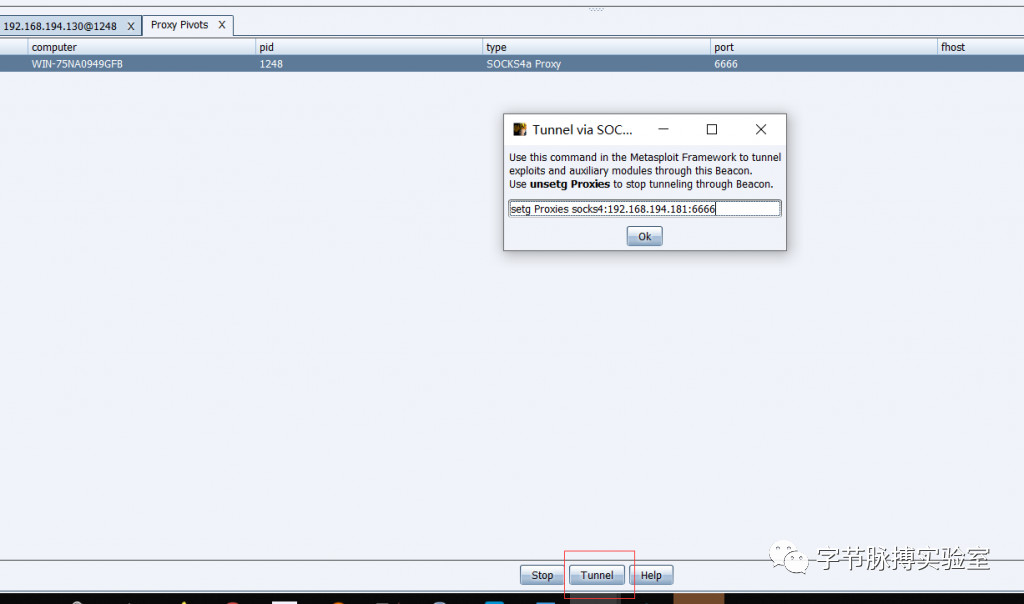 192.168.194.130@1248 X Proxy Pivots X
computer pid type port fhost
WIN-75NA0949GFB 1248 SOCKS4a Proxy 6666
Tunnel via SOC...
Use this command in the Metasploit Framework to tunnel
exploits and auxiliary modules through this Beacon.
Use unsetg Proxies to stop tunneling through Beacon.
setg Proxies socks4:192.168.194.181:6666
Ok
字节脉搏实验室
Stop Tunnel Help